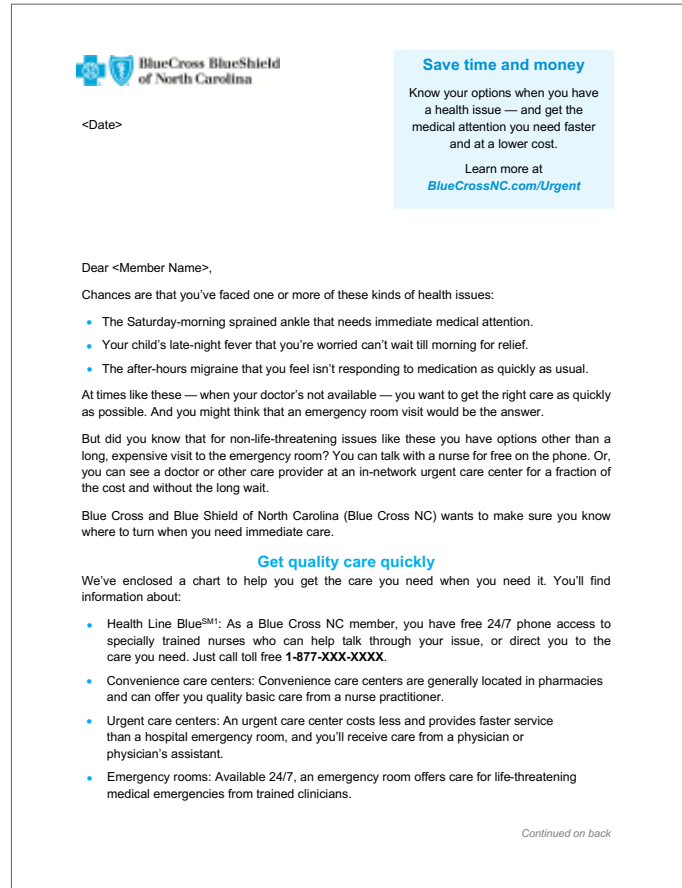 BlueCross BlueShield
of North Carolina
Save time and money
Know your options when you have
a health issue — and get the
medical attention you need faster
and at a lower cost.
Learn more at
BlueCrossNC.com/Urgent
<Date>
Dear <Member Name>,
Chances are that you've faced one or more of these kinds of health issues:
• The Saturday-morning sprained ankle that needs immediate medical attention.
• Your child's late-night fever that you're worried can't wait till morning for relief.
• The after-hours migraine that you feel isn't responding to medication as quickly as usual.
At times like these — when your doctor's not available — you want to get the right care as quickly
as possible. And you might think that an emergency room visit would be the answer.
But did you know that for non-life-threatening issues like these you have options other than a
long, expensive visit to the emergency room? You can talk with a nurse for free on the phone. Or,
you can see a doctor or other care provider at an in-network urgent care center for a fraction of
the cost and without the long wait.
Blue Cross and Blue Shield of North Carolina (Blue Cross NC) wants to make sure you know
where to turn when you need immediate care.
Get quality care quickly
We've enclosed a chart to help you get the care you need when you need it. You'll find
information about:
• Health Line Blue℠¹: As a Blue Cross NC member, you have free 24/7 phone access to
specially trained nurses who can help talk through your issue, or direct you to the
care you need. Just call toll free 1-877-XXX-XXXX.
• Convenience care centers: Convenience care centers are generally located in pharmacies
and can offer you quality basic care from a nurse practitioner.
• Urgent care centers: An urgent care center costs less and provides faster service
than a hospital emergency room, and you'll receive care from a physician or
physician's assistant.
• Emergency rooms: Available 24/7, an emergency room offers care for life-threatening
medical emergencies from trained clinicians.
Continued on back